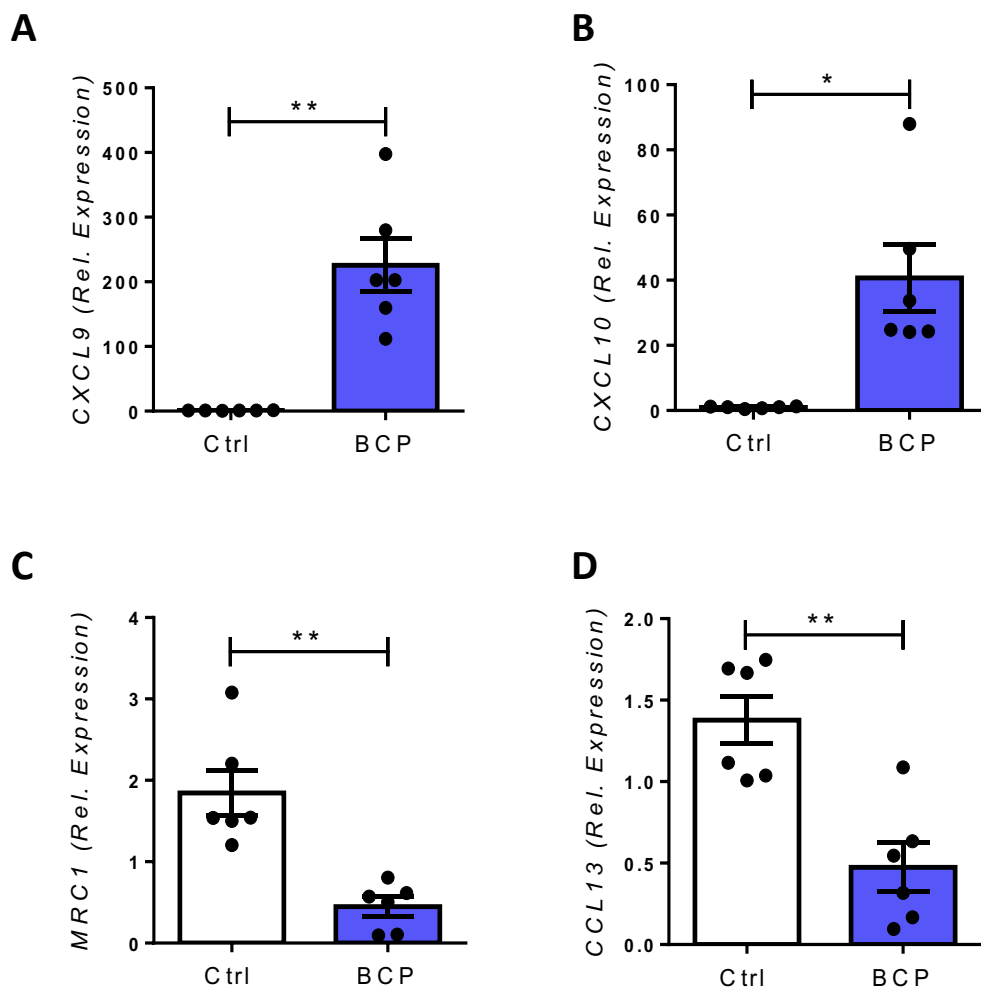 A
CXCL9 (Rel. Expression)
500
400
300
200
100
0
**
Ctrl
BCP
B
CXCL10 (Rel. Expression)
100
80
60
40
20
0
*
Ctrl
BCP
C
MRC1 (Rel. Expression)
4
3
2
1
0
**
Ctrl
BCP
D
CCL13 (Rel. Expression)
2.0
1.5
1.0
0.5
0.0
**
Ctrl
BCP